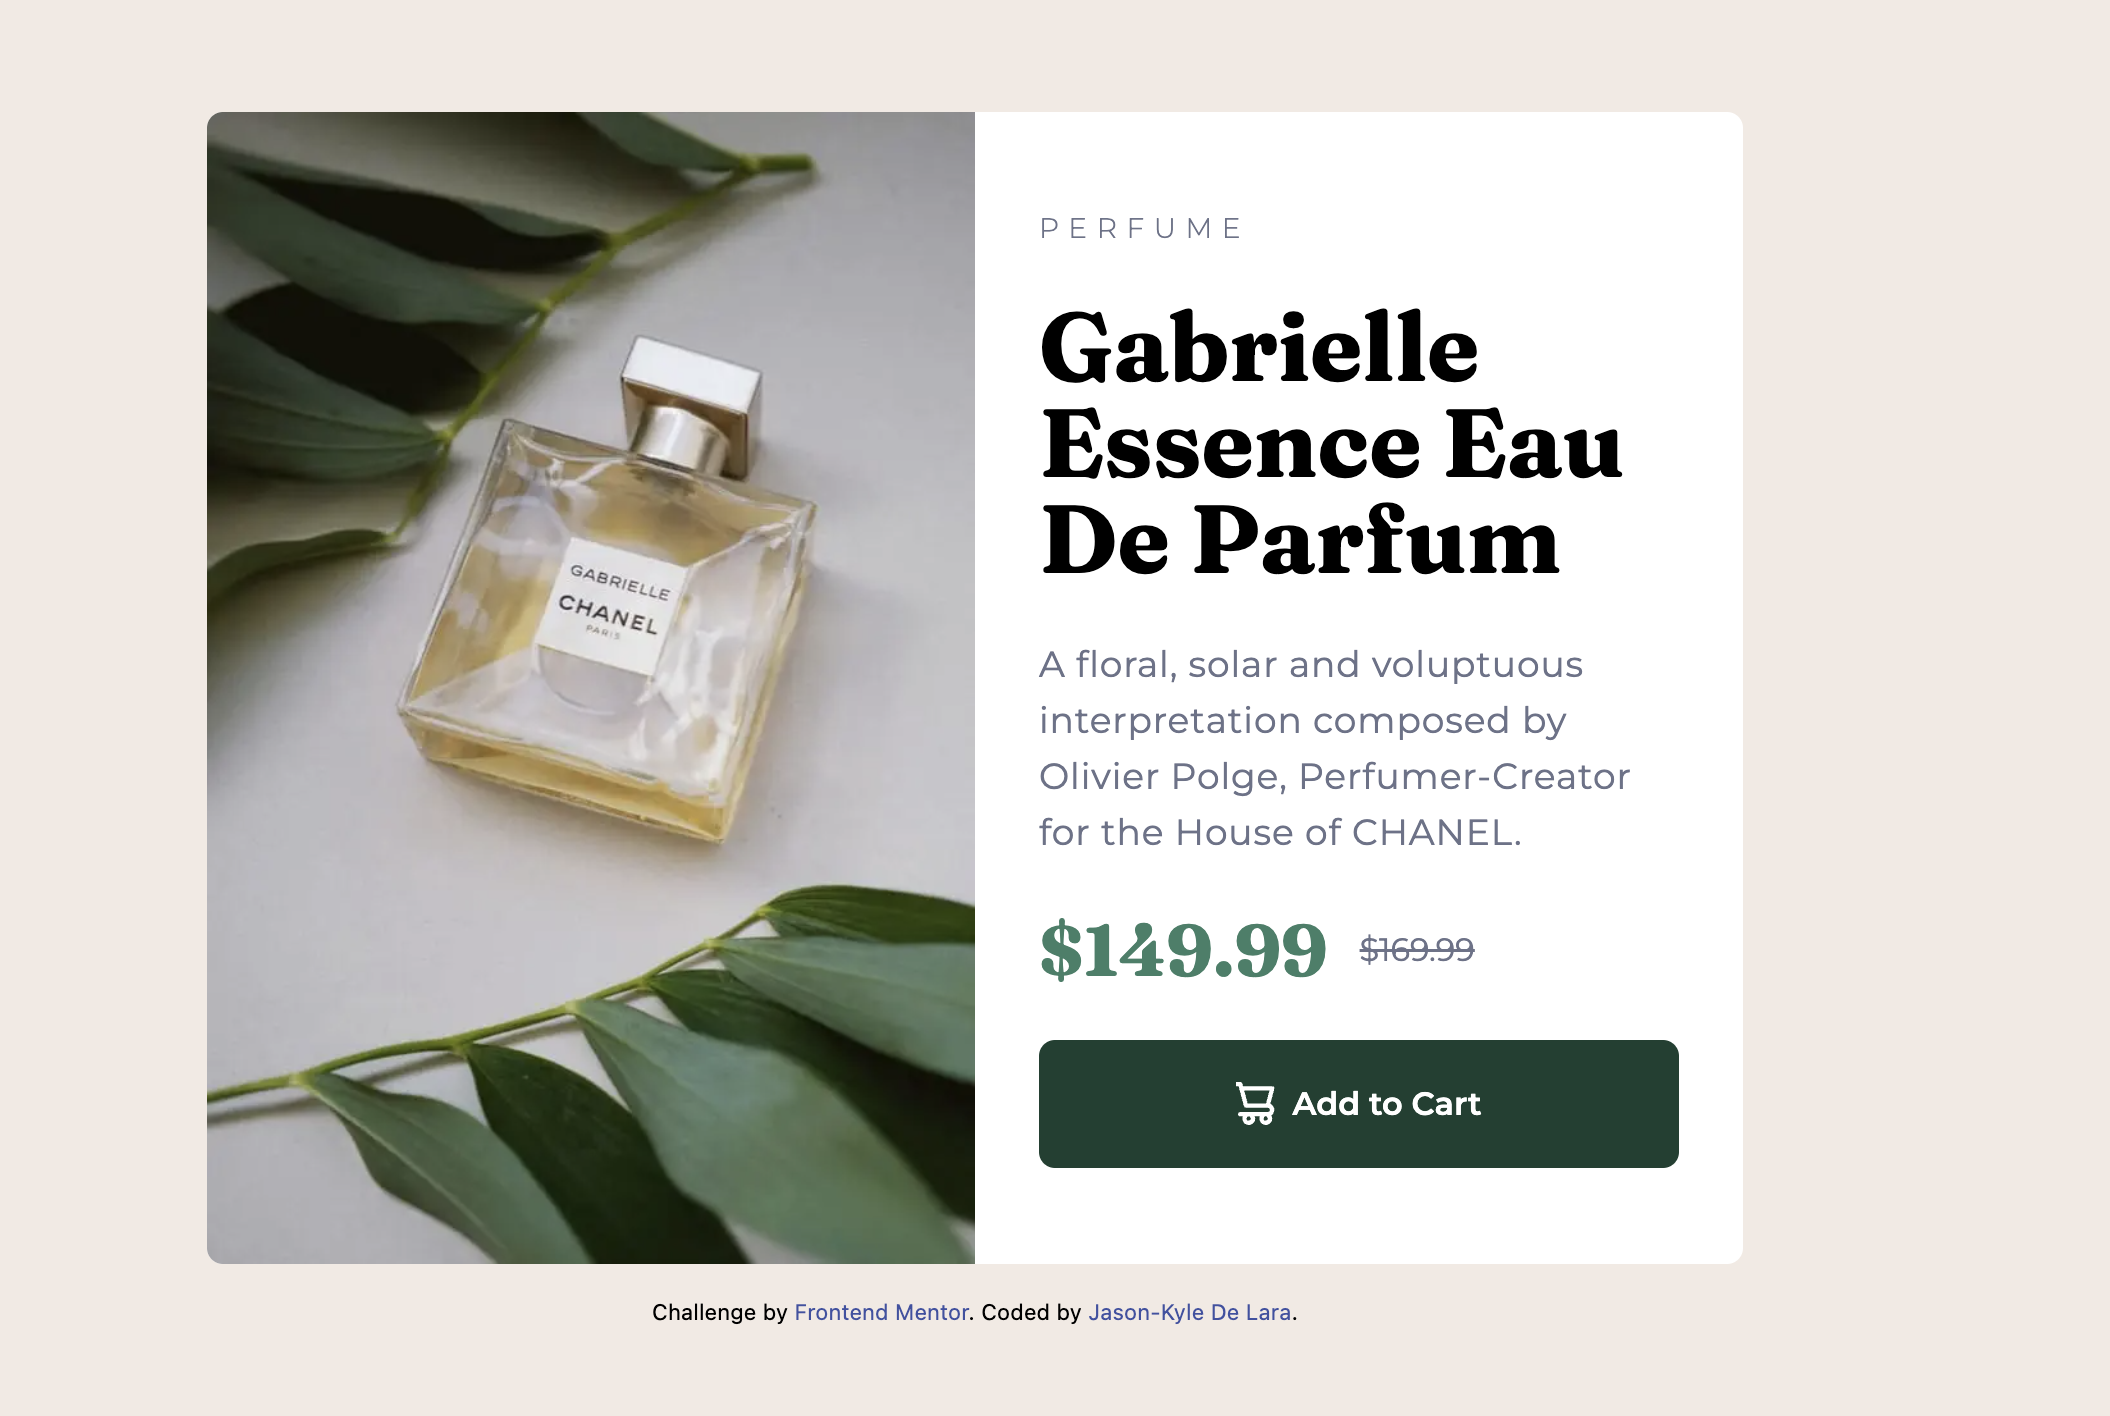 GABRIELLE
CHANEL
PARIS
PERFUME
Gabrielle
Essence Eau
De Parfum
A floral, solar and voluptuous
interpretation composed by
Olivier Polge, Perfumer-Creator
for the House of CHANEL.
$149.99 $169.99
Add to Cart
Challenge by Frontend Mentor. Coded by Jason-Kyle De Lara.